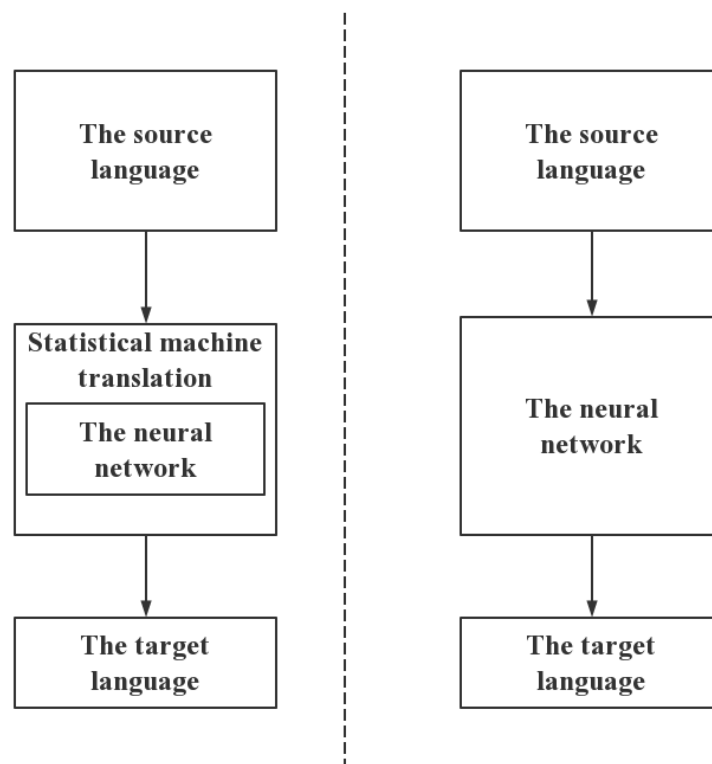 The source
language
Statistical machine
translation
The neural
network
The target
language
The source
language
The neural
network
The target
language